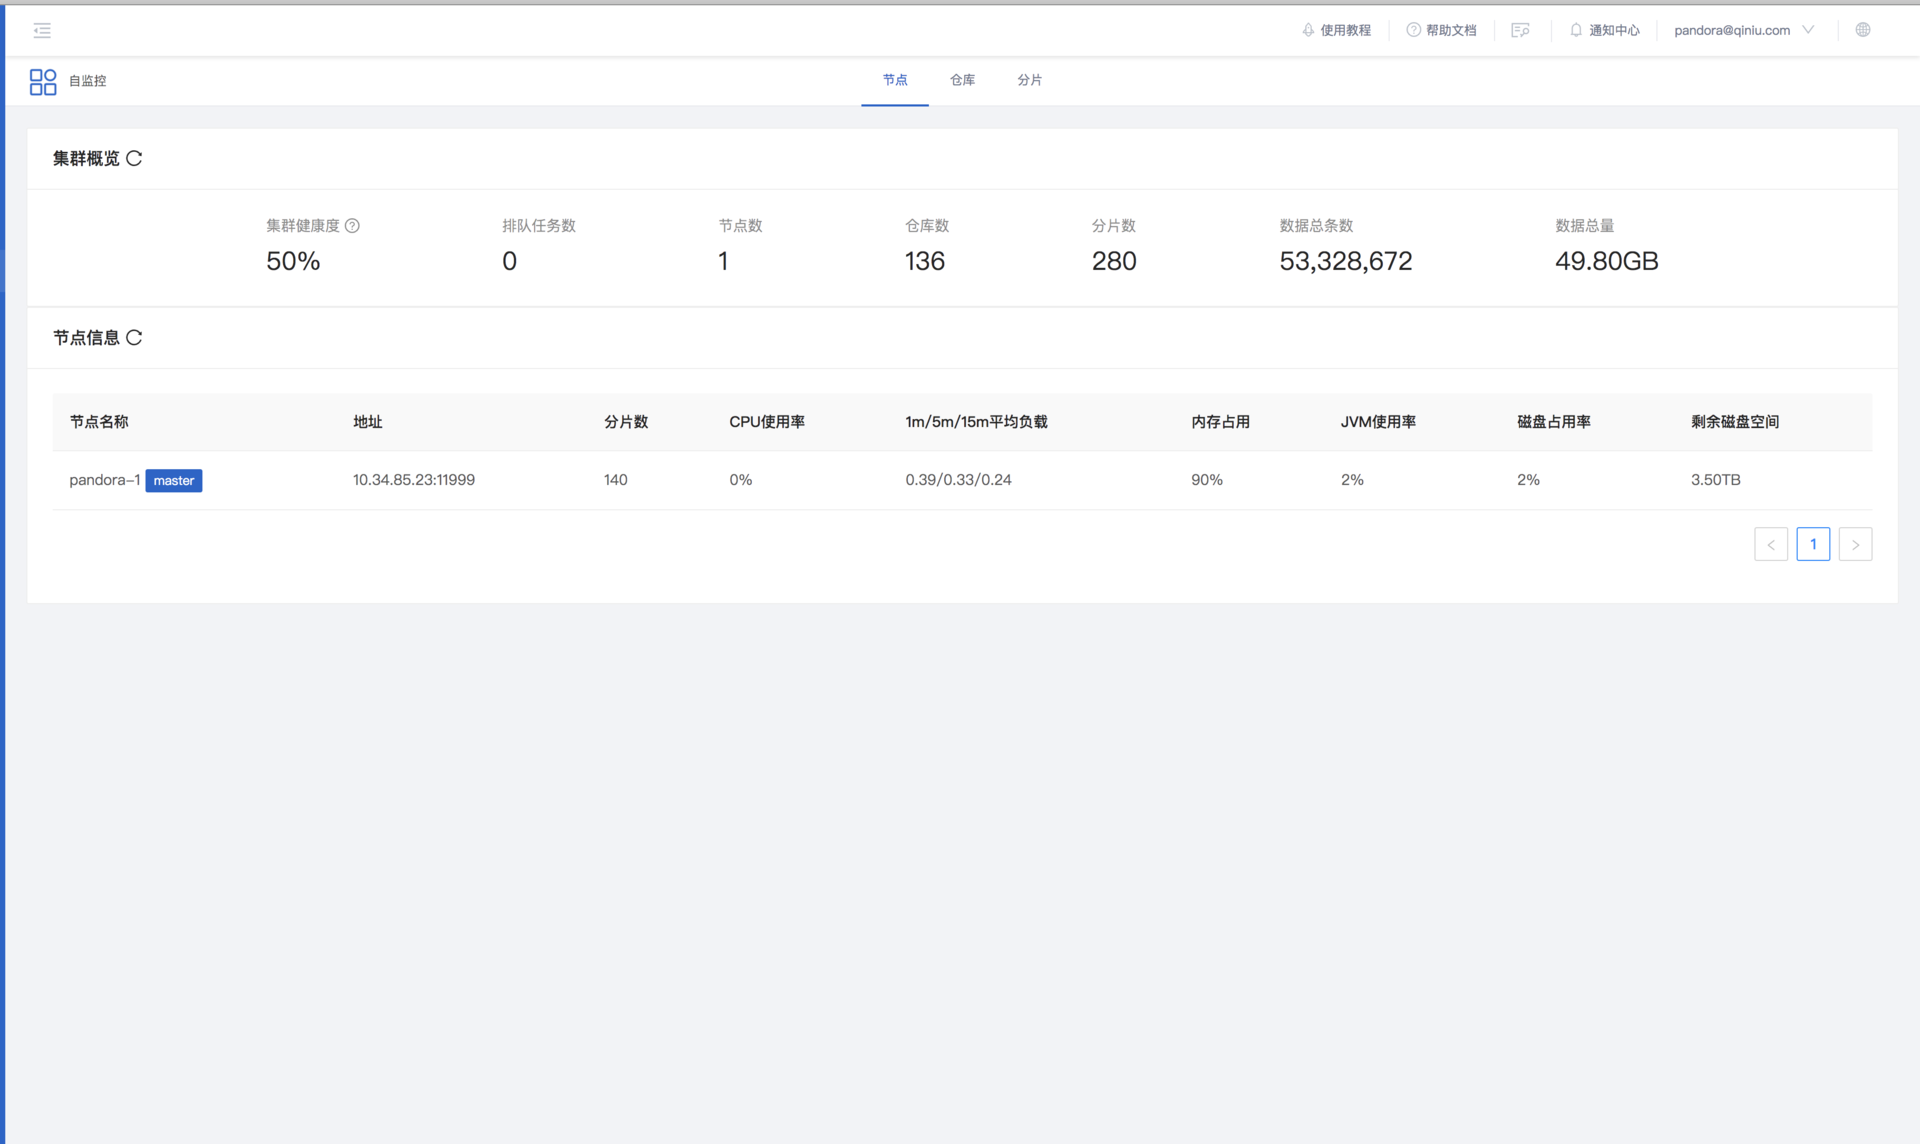 使用教程 帮助文档 通知中心 pandora@qiniu.com
自监控 节点 仓库 分片
集群概览
集群健康度 排队任务数 节点数 仓库数 分片数 数据总条数 数据总量
50% 0 1 136 280 53,328,672 49.80GB
节点信息
节点名称 地址 分片数 CPU使用率 1m/5m/15m平均负载 内存占用 JVM使用率 磁盘占用率 剩余磁盘空间
pandora-1 master 10.34.85.23:11999 140 0% 0.39/0.33/0.24 90% 2% 2% 3.50TB
< 1 >